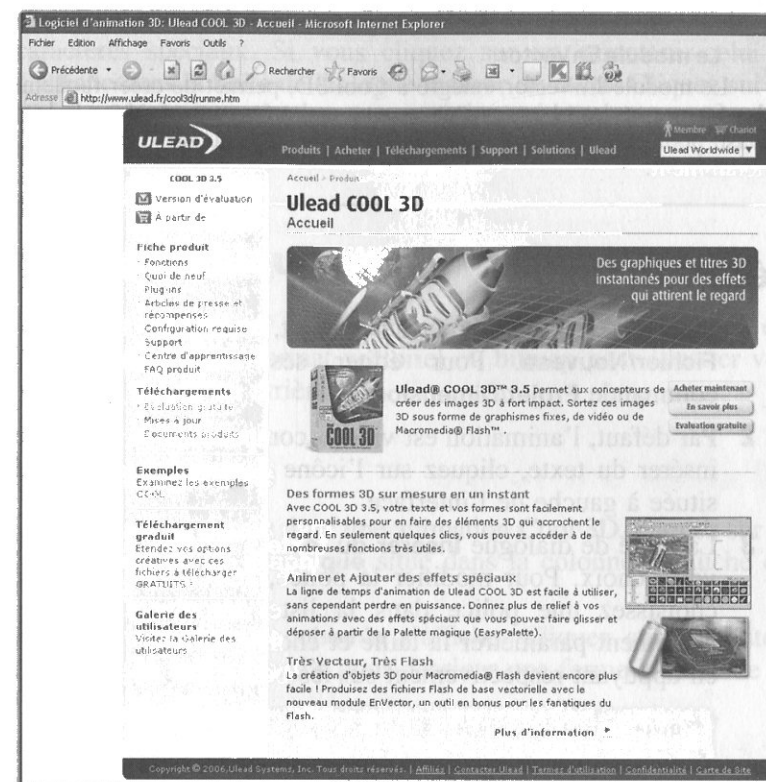 Logiciel d'animation 3D: Ulead COOL 3D - Accueil - Microsoft Internet Explorer
Fichier Edition Affichage Favoris Outils ?
Précédente Rechercher Favoris
Adresse http://www.ulead.fr/cool3d/runme.htm
Membre Chariot
ULEAD
Produits | Acheter | Téléchargements | Support | Solutions | Ulead
Ulead Worldwide
COOL 3D 3.5
Version d'évaluation
À partir de
Fiche produit
Fonctions
Quoi de neuf
Plug-ins
Articles de presse et
récompenses
Configuration requise
Support
Centre d'apprentissage
FAQ produit
Téléchargements
Evaluation gratuite
Mises à jour
Documents produits
Exemples
Examinez les exemples
COOL
Téléchargement
graduit
Etendez vos options
créatives avec ces
fichiers à télécharger
GRATUITS !
Galerie des
utilisateurs
Visitez la Galerie des
utilisateurs
Accueil > Produit
Ulead COOL 3D
Accueil
Des graphiques et titres 3D
instantanés pour des effets
qui attirent le regard
COOL 3D
Ulead® COOL 3D™ 3.5 permet aux concepteurs de
créer des images 3D à fort impact. Sortez ces images
3D sous forme de graphismes fixes, de vidéo ou de
Macromedia® Flash™ .
Acheter maintenant
En savoir plus
Evaluation gratuite
Des formes 3D sur mesure en un instant
Avec COOL 3D 3.5, votre texte et vos formes sont facilement
personnalisables pour en faire des éléments 3D qui accrochent le
regard. En seulement quelques clics, vous pouvez accéder à de
nombreuses fonctions très utiles.
Animer et Ajouter des effets spéciaux
La ligne de temps d'animation de Ulead COOL 3D est facile à utiliser,
sans cependant perdre en puissance. Donnez plus de relief à vos
animations avec des effets spéciaux que vous pouvez faire glisser et
déposer à partir de la Palette magique (EasyPalette).
Très Vecteur, Très Flash
La création d'objets 3D pour Macromedia® Flash devient encore plus
facile ! Produisez des fichiers Flash de base vectorielle avec le
nouveau module EnVector, un outil en bonus pour les fanatiques du
Flash.
Plus d'information
Copyright © 2006,Ulead Systems, Inc. Tous droits réservés. | Affiliés | Contacter Ulead | Termes d'utilisation | Confidentialité | Carte de Site